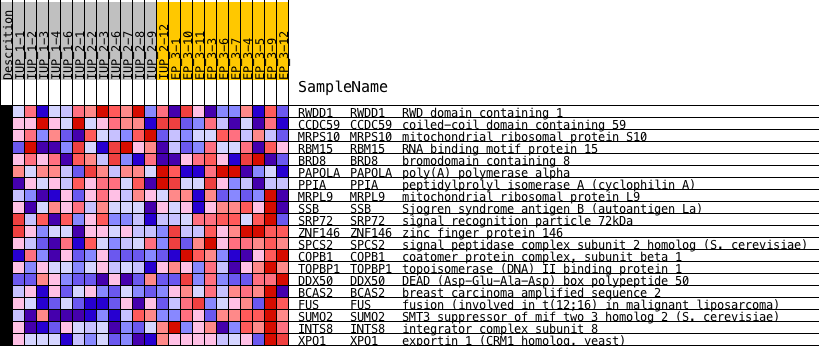 Descrition IUP_1-1 IUP_1-2 IUP_1-3 IUP_1-4 IUP_1-6 IUP_2-1 IUP_2-2 IUP_2-3 IUP_2-6 IUP_2-7 IUP_2-8 IUP_2-9 IUP_2-12 EP_3-1 EP_3-10 EP_3-11 EP_3-3 EP_3-6 EP_3-7 EP_3-4 EP_3-5 EP_3-9 EP_3-12
SampleName
RWDD1 RWDD1 RWD domain containing 1
CCDC59 CCDC59 coiled-coil domain containing 59
MRPS10 MRPS10 mitochondrial ribosomal protein S10
RBM15 RBM15 RNA binding motif protein 15
BRD8 BRD8 bromodomain containing 8
PAPOLA PAPOLA poly(A) polymerase alpha
PPIA PPIA peptidylprolyl isomerase A (cyclophilin A)
MRPL9 MRPL9 mitochondrial ribosomal protein L9
SSB SSB Sjogren syndrome antigen B (autoantigen La)
SRP72 SRP72 signal recognition particle 72kDa
ZNF146 ZNF146 zinc finger protein 146
SPCS2 SPCS2 signal peptidase complex subunit 2 homolog (S. cerevisiae)
COPB1 COPB1 coatomer protein complex, subunit beta 1
TOPBP1 TOPBP1 topoisomerase (DNA) II binding protein 1
DDX50 DDX50 DEAD (Asp-Glu-Ala-Asp) box polypeptide 50
BCAS2 BCAS2 breast carcinoma amplified sequence 2
FUS FUS fusion (involved in t(12;16) in malignant liposarcoma)
SUMO2 SUMO2 SMT3 suppressor of mif two 3 homolog 2 (S. cerevisiae)
INTS8 INTS8 integrator complex subunit 8
XPO1 XPO1 exportin 1 (CRM1 homolog, yeast)